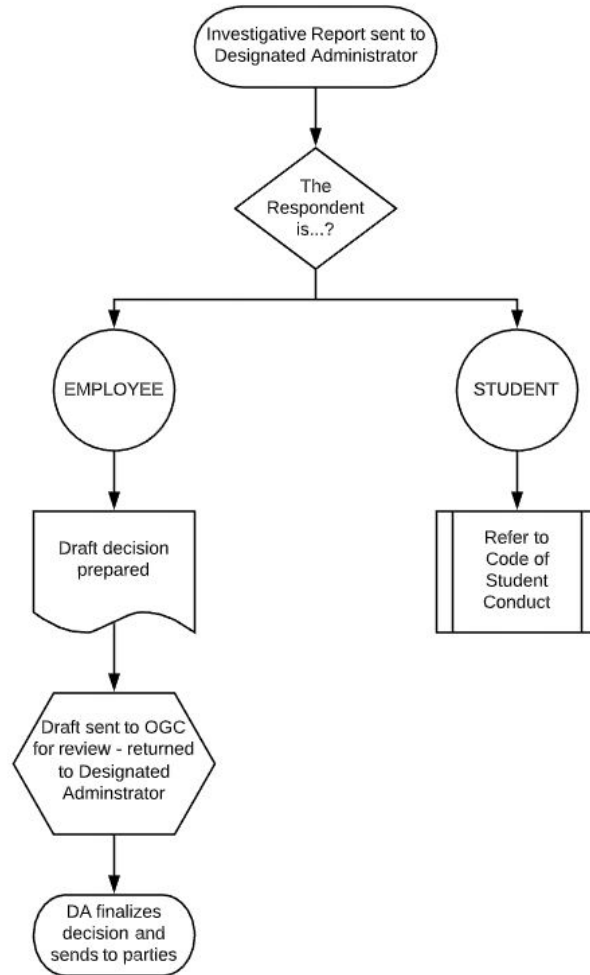 Investigative Report sent to
Designated Administrator
The
Respondent
is...?
EMPLOYEE
STUDENT
Draft decision
prepared
Refer to
Code of
Student
Conduct
Draft sent to OGC
for review - returned
to Designated
Adminstrator
DA finalizes
decision and
sends to parties